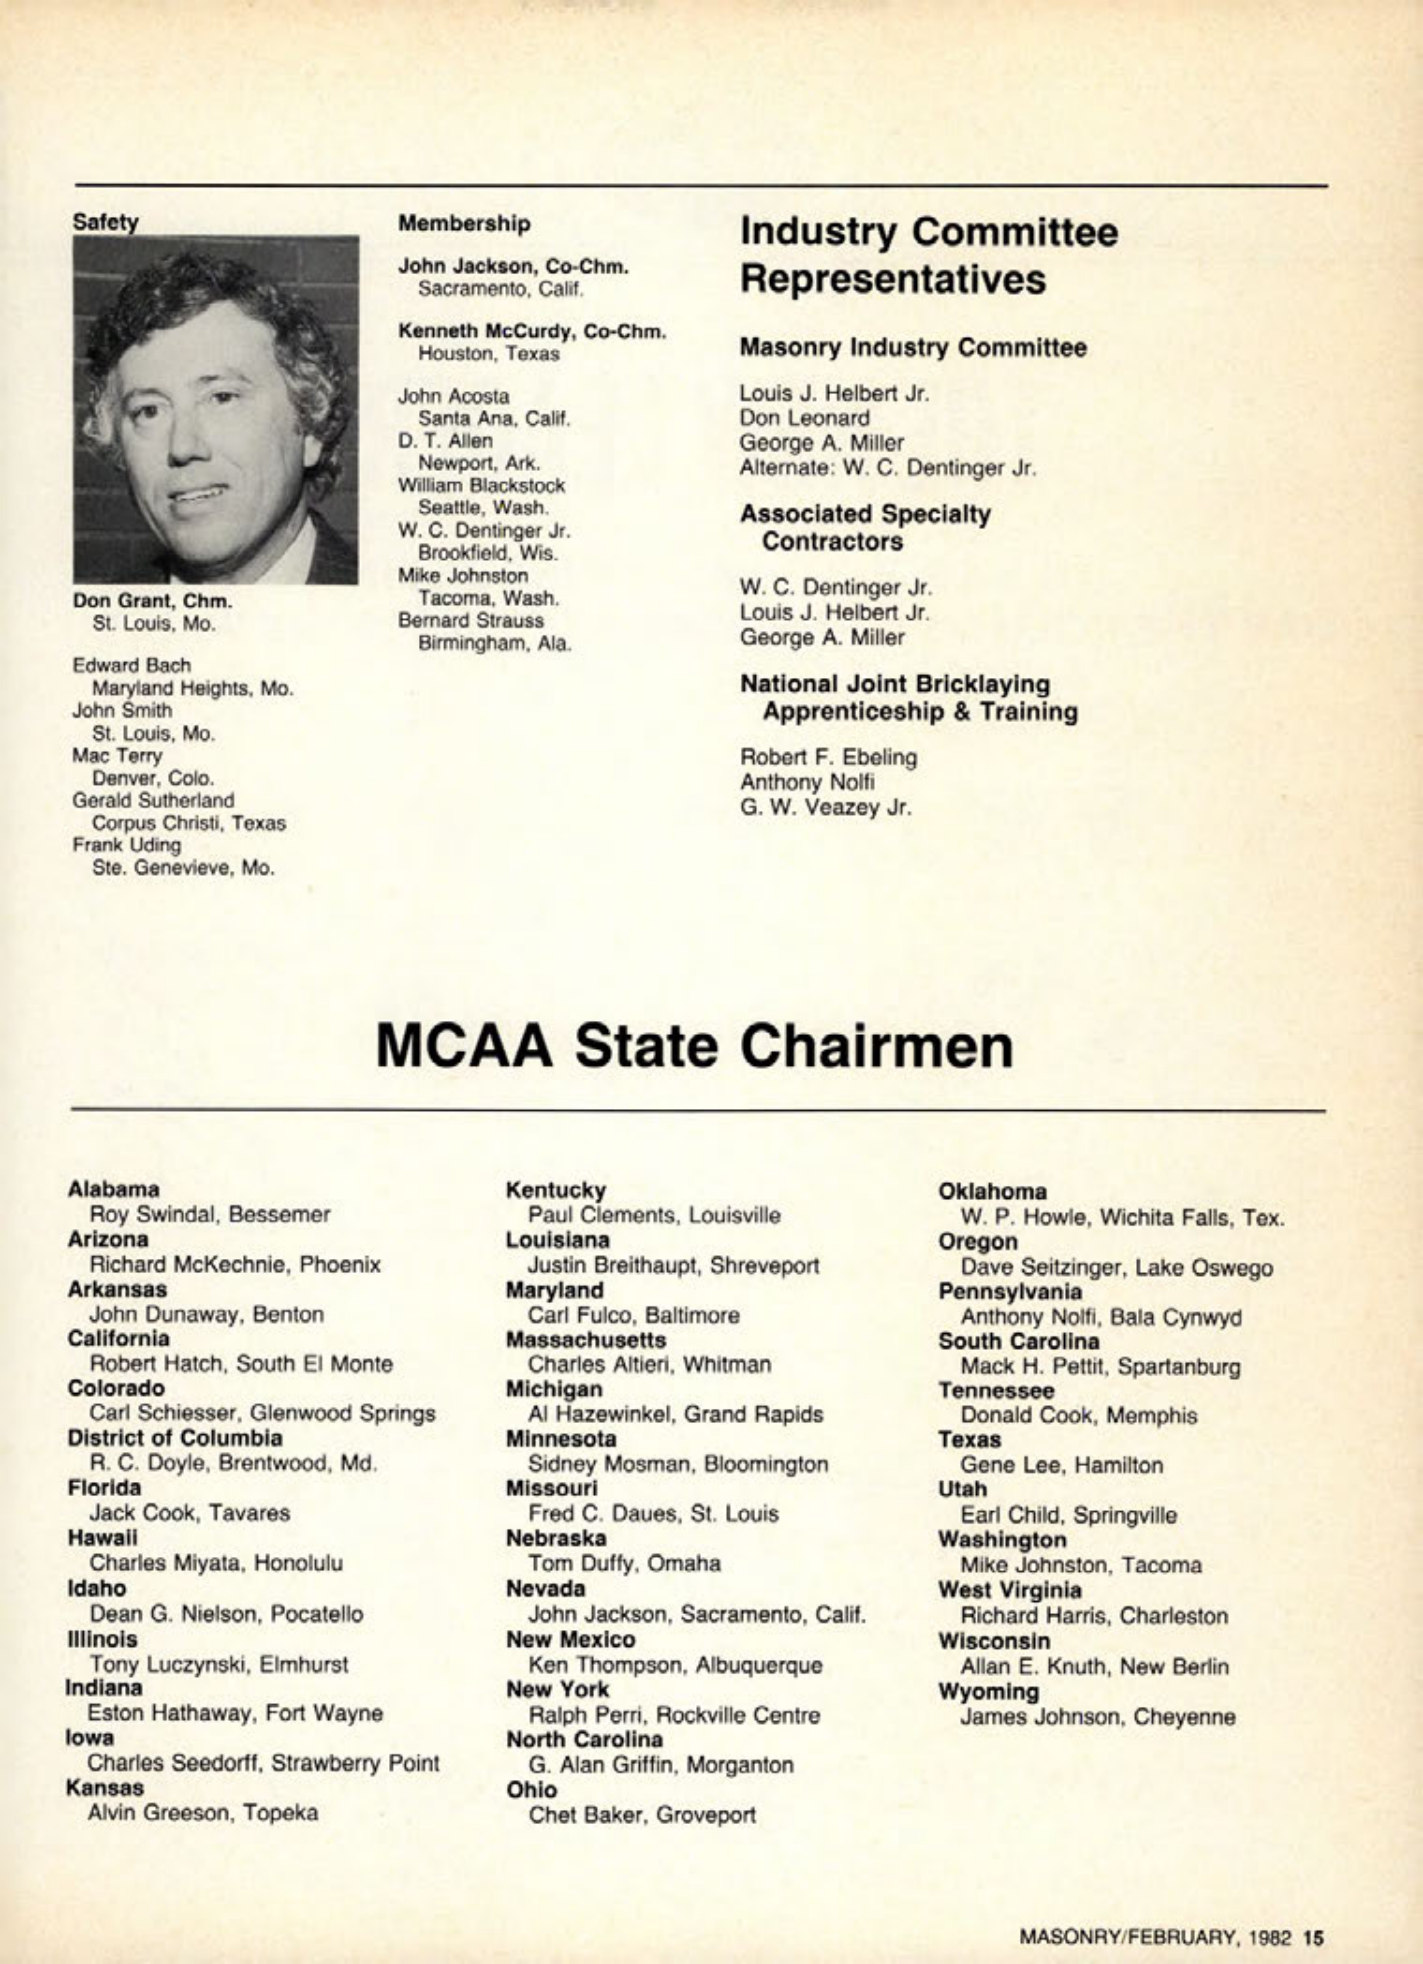 Safety
Don Grant, Chm.
St. Louis, Mo.
Edward Bach
Maryland Heights, Mo.
John Smith
St. Louis, Mo.
Mac Terry
Denver, Colo.
Gerald Sutherland
Corpus Christi, Texas
Frank Uding
Ste. Genevieve, Mo.
Membership
John Jackson, Co-Chm.
Sacramento, Calif.
Kenneth McCurdy, Co-Chm.
Houston, Texas
John Acosta
Santa Ana, Calif.
D. T. Allen
Newport, Ark.
William Blackstock
Seattle, Wash.
W. C. Dentinger Jr.
Brookfield, Wis.
Mike Johnston
Tacoma, Wash.
Bernard Strauss
Birmingham, Ala.
Industry Committee
Representatives
Masonry Industry Committee
Louis J. Helbert Jr.
Don Leonard
George A. Miller
Alternate: W. C. Dentinger Jr.
Associated Specialty
Contractors
W. C. Dentinger Jr.
Louis J. Helbert Jr.
George A. Miller
National Joint Bricklaying
Apprenticeship & Training
Robert F. Ebeling
Anthony Nolfi
G. W. Veazey Jr.
MCAA State Chairmen
Alabama
Roy Swindal, Bessemer
Arizona
Richard McKechnie, Phoenix
Arkansas
John Dunaway, Benton
California
Robert Hatch, South El Monte
Colorado
Carl Schiesser, Glenwood Springs
District of Columbia
R. C. Doyle, Brentwood, Md.
Florida
Jack Cook, Tavares
Hawaii
Charles Miyata, Honolulu
Idaho
Dean G. Nielson, Pocatello
Illinois
Tony Luczynski, Elmhurst
Indiana
Eston Hathaway, Fort Wayne
Iowa
Charles Seedorff, Strawberry Point
Kansas
Alvin Greeson, Topeka
Kentucky
Paul Clements, Louisville
Louisiana
Justin Breithaupt, Shreveport
Maryland
Carl Fulco, Baltimore
Massachusetts
Charles Altieri, Whitman
Michigan
Al Hazewinkel, Grand Rapids
Minnesota
Sidney Mosman, Bloomington
Missouri
Fred C. Daues, St. Louis
Nebraska
Tom Duffy, Omaha
Nevada
John Jackson, Sacramento, Calif.
New Mexico
Ken Thompson, Albuquerque
New York
Ralph Perri, Rockville Centre
North Carolina
G. Alan Griffin, Morganton
Ohio
Chet Baker, Groveport
Oklahoma
W. P. Howle, Wichita Falls, Tex.
Oregon
Dave Seitzinger, Lake Oswego
Pennsylvania
Anthony Nolfi, Bala Cynwyd
South Carolina
Mack H. Pettit, Spartanburg
Tennessee
Donald Cook, Memphis
Texas
Gene Lee, Hamilton
Utah
Earl Child, Springville
Washington
Mike Johnston, Tacoma
West Virginia
Richard Harris, Charleston
Wisconsin
Allan E. Knuth, New Berlin
Wyoming
James Johnson, Cheyenne
MASONRY/FEBRUARY, 1982 15